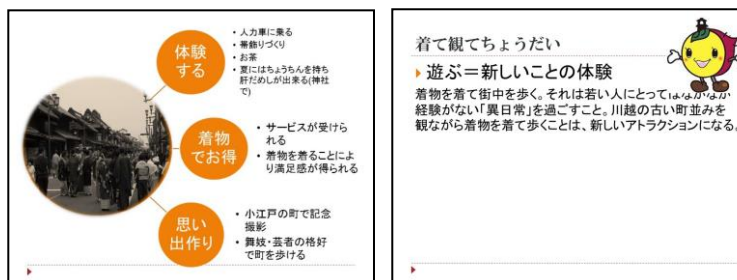 体験
する
・ 人力車に乗る
・ 帯飾りづくり
・ お茶
・ 夏にはちょうちんを持ち
肝だめしが出来る(神社
で)
着物
でお得
・ サービスが受けら
れる
・ 着物を着ることによ
り満足感が得られる
思い
出作り
・ 小江戸の町で記念
撮影
・ 舞妓・芸者の格好
で町を歩ける
着て観てちょうだい
遊ぶ=新しいことの体験
着物を着て街中を歩く。それは若い人にとってはなかなか
経験がない「異日常」を過ごすこと。川越の古い町並みを
観ながら着物を着て歩くことは、新しいアトラクションになる。